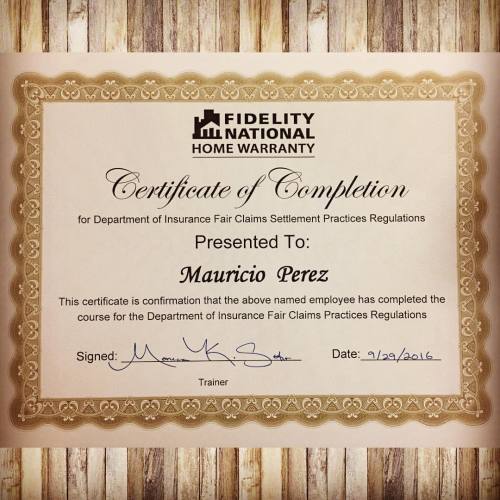 FIDELITY
NATIONAL
HOME WARRANTY
Certificate of Completion
for Department of Insurance Fair Claims Settlement Practices Regulations
Presented To:
Mauricio Perez
This certificate is confirmation that the above named employee has completed the
course for the Department of Insurance Fair Claims Practices Regulations
Signed: Date: 9/29/2016
Trainer